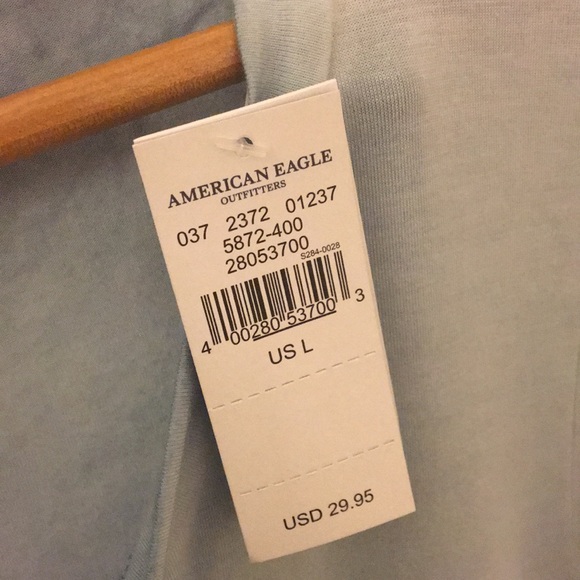 AMERICAN EAGLE
OUTFITTERS
037 2372 01237
5872-400
28053700
S284-0028
4 00280 53700 3
US L
USD 29.95